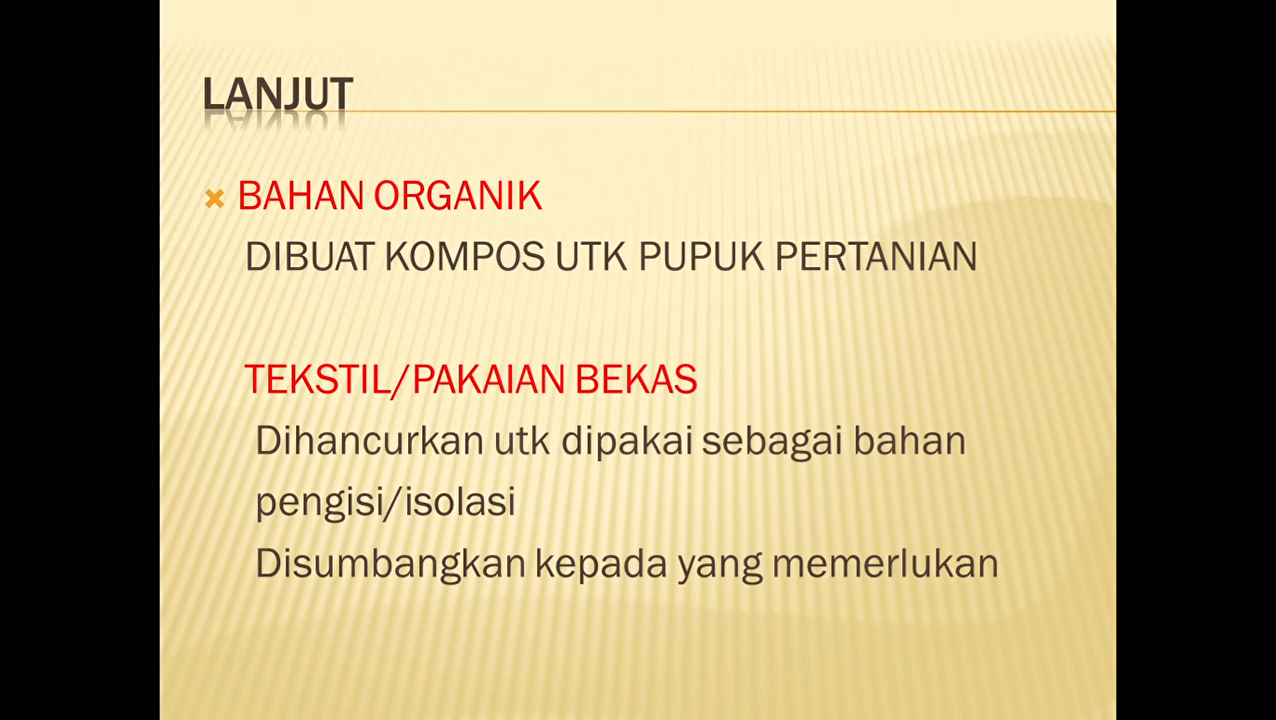 LANJUT
BAHAN ORGANIK
DIBUAT KOMPOS UTK PUPUK PERTANIAN
TEKSTIL/PAKAIAN BEKAS
Dihancurkan utk dipakai sebagai bahan
pengisi/isolasi
Disumbangkan kepada yang memerlukan